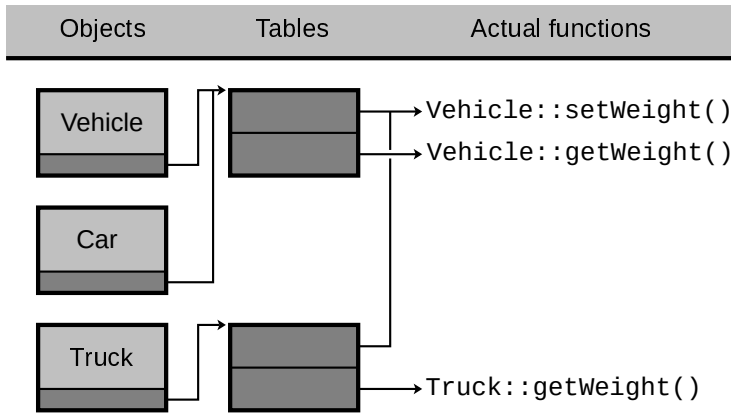 Objects Tables Actual functions
Vehicle
Vehicle::setWeight()
Vehicle::getWeight()
Car
Truck
Truck::getWeight()